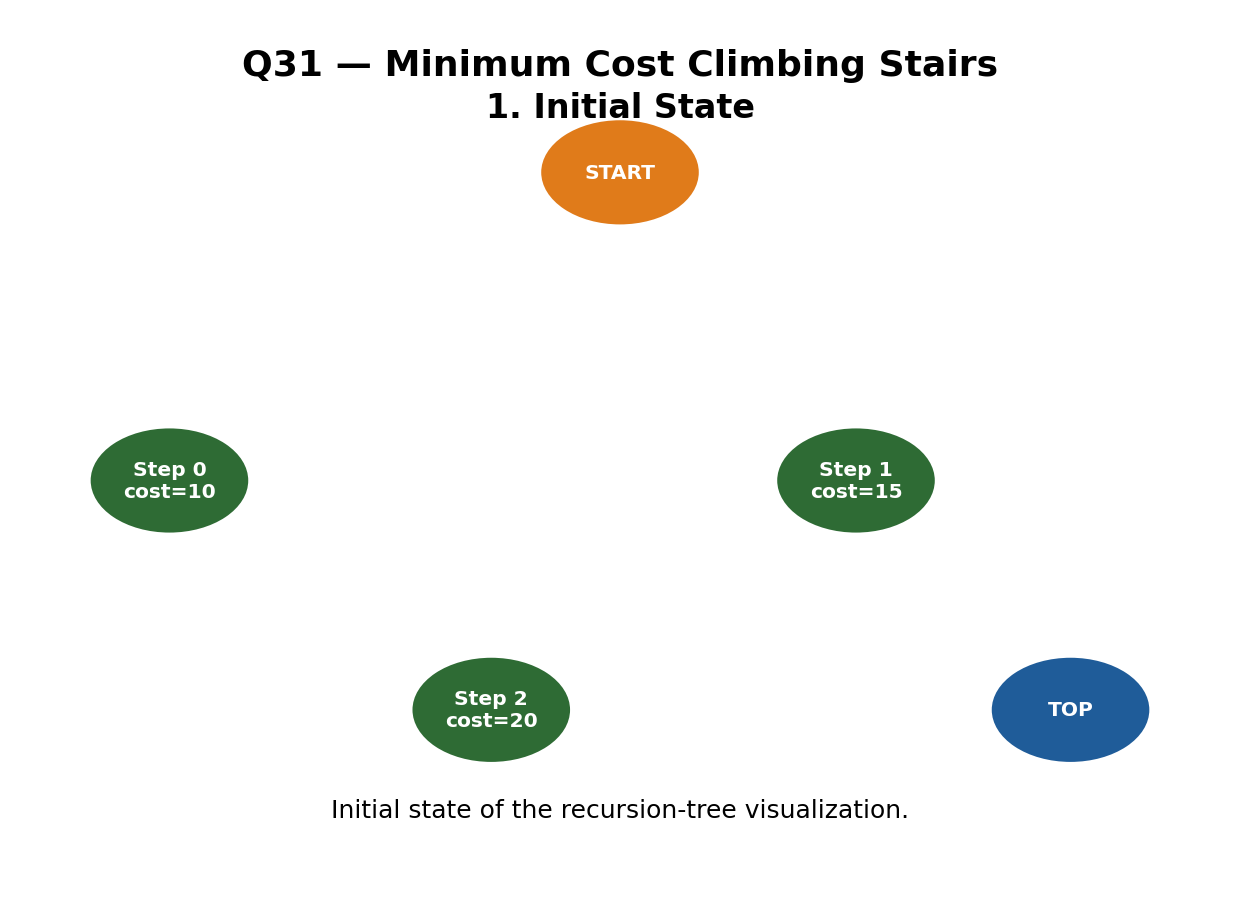 Q31 — Minimum Cost Climbing Stairs
1. Initial State
START
Step 0
cost=10
Step 1
cost=15
Step 2
cost=20
TOP
Initial state of the recursion-tree visualization.